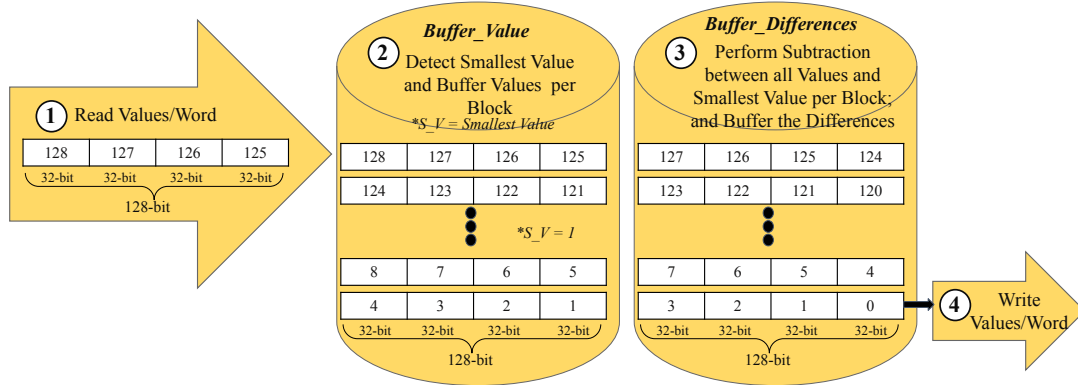 1 Read Values/Word
128 127 126 125
32-bit 32-bit 32-bit 32-bit
128-bit
Buffer_Value
2 Detect Smallest Value
and Buffer Values per
Block
*S_V = Smallest Value
128 127 126 125
124 123 122 121
*S_V = 1
8 7 6 5
4 3 2 1
32-bit 32-bit 32-bit 32-bit
128-bit
Buffer_Differences
3 Perform Subtraction
between all Values and
Smallest Value per Block;
and Buffer the Differences
127 126 125 124
123 122 121 120
7 6 5 4
3 2 1 0
32-bit 32-bit 32-bit 32-bit
128-bit
4 Write
Values/Word